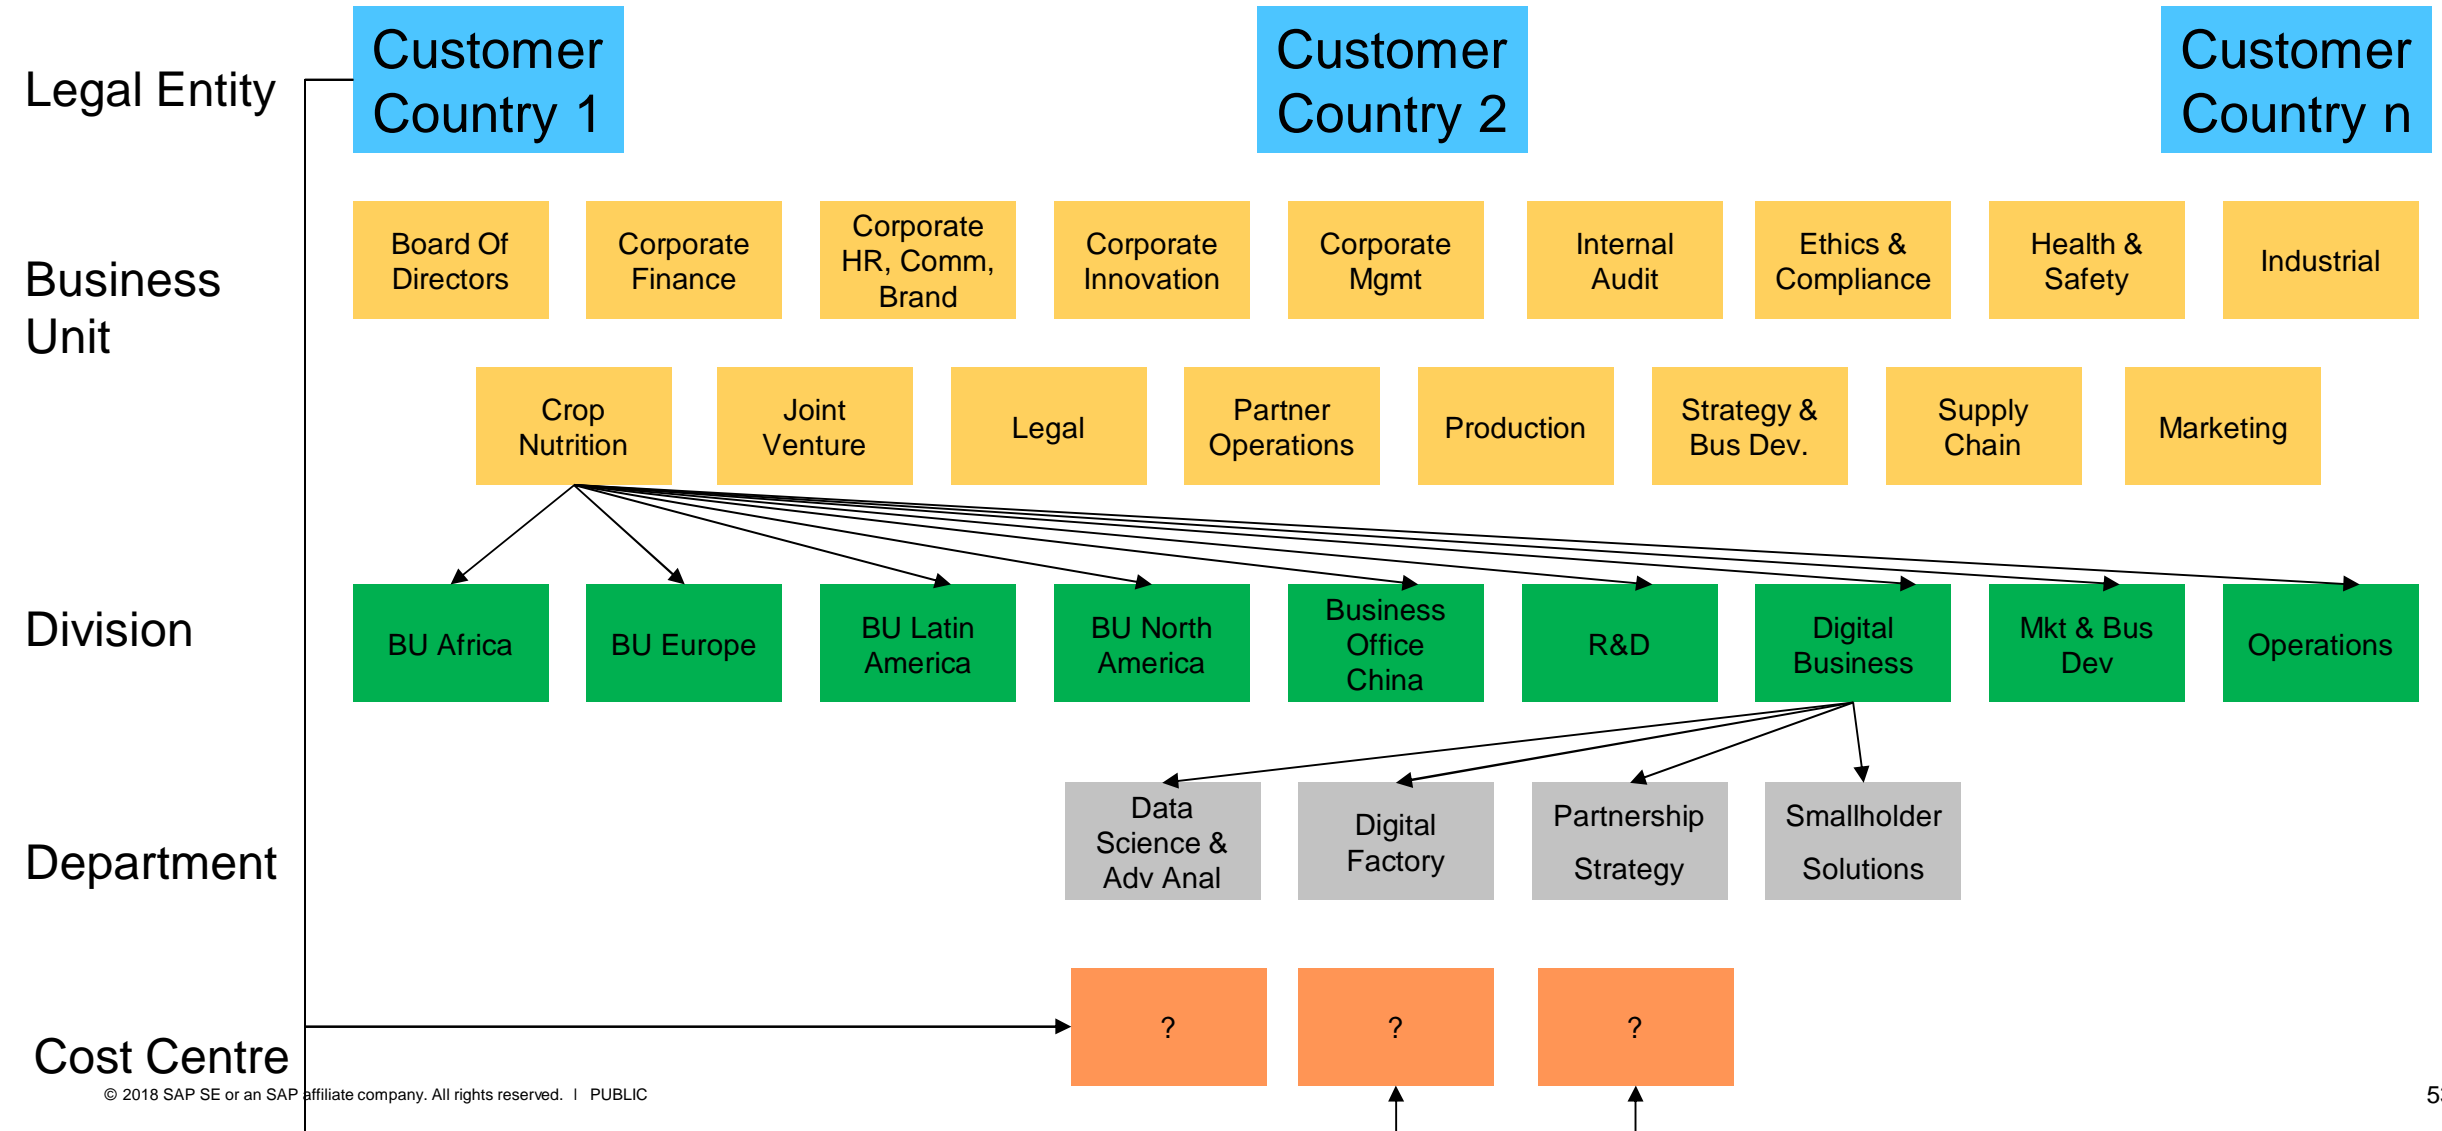 Legal Entity
Customer
Country 1
Customer
Country 2
Customer
Country n
Business
Unit
Board Of
Directors
Corporate
Finance
Corporate
HR, Comm,
Brand
Corporate
Innovation
Corporate
Mgmt
Internal
Audit
Ethics &
Compliance
Health &
Safety
Industrial
Crop
Nutrition
Joint
Venture
Legal
Partner
Operations
Production
Strategy &
Bus Dev.
Supply
Chain
Marketing
Division
BU Africa
BU Europe
BU Latin
America
BU North
America
Business
Office
China
R&D
Digital
Business
Mkt & Bus
Dev
Operations
Department
Data
Science &
Adv Anal
Digital
Factory
Partnership
Strategy
Smallholder
Solutions
Cost Centre
?
?
?
© 2018 SAP SE or an SAP affiliate company. All rights reserved. ǀ PUBLIC